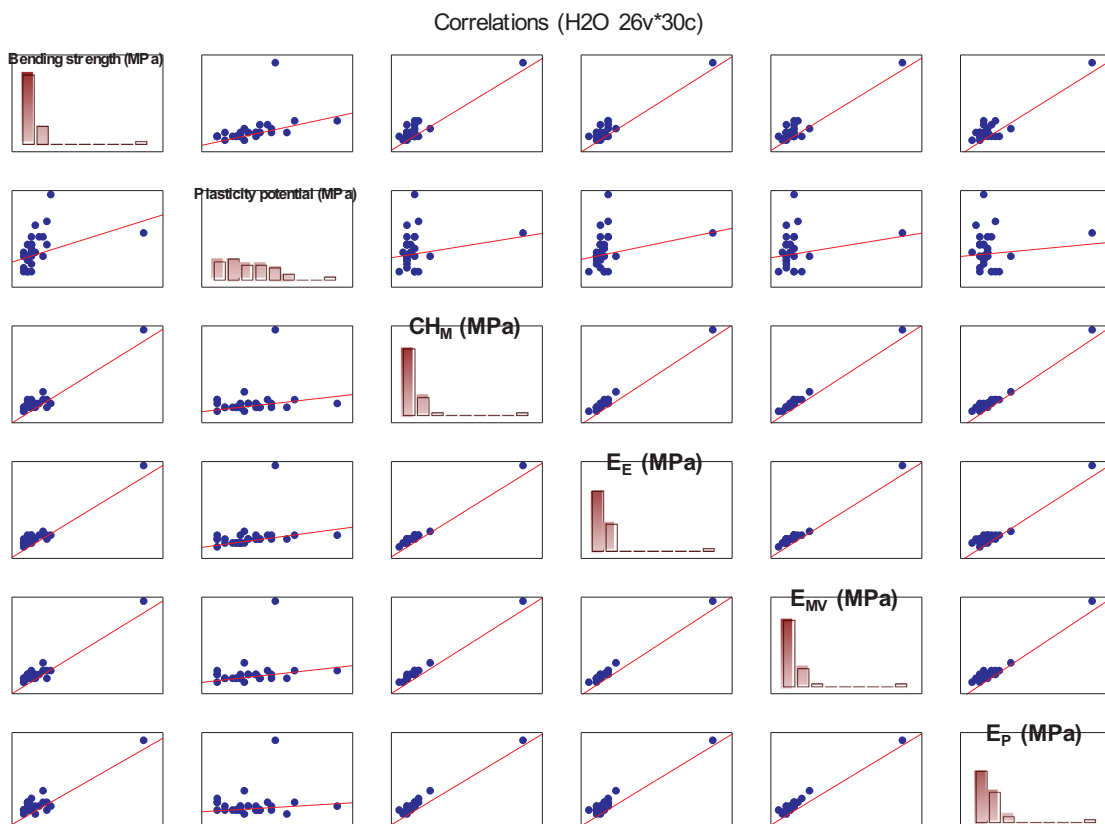 Correlations (H2O 26v*30c)
Bending strength (MPa)
Plasticity potential (MPa)
CH_M (MPa)
E_E (MPa)
E_MV (MPa)
E_P (MPa)